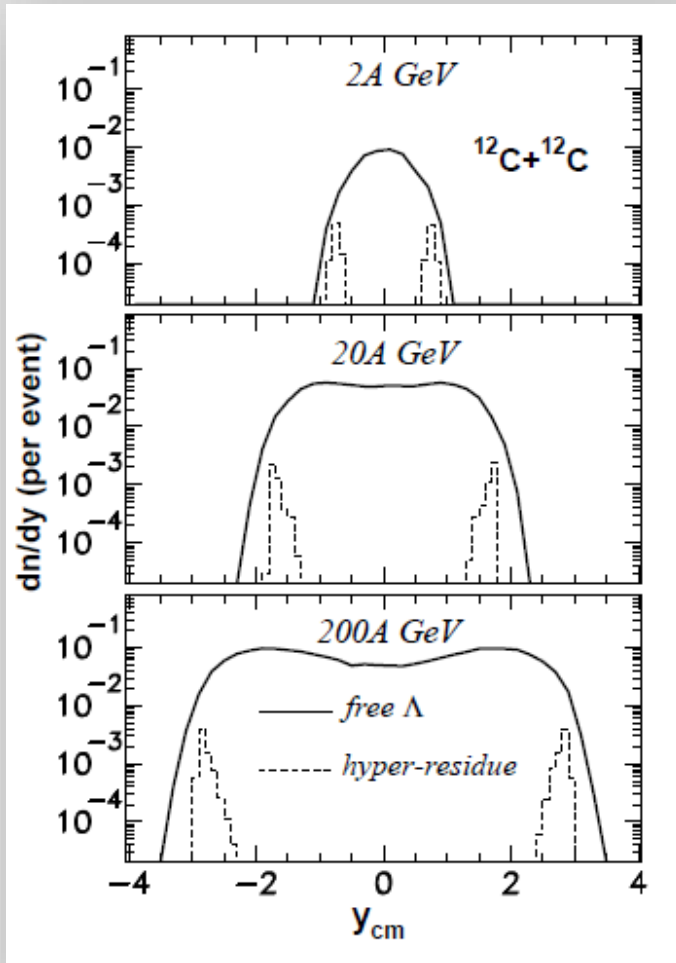 2A GeV
¹²C+¹²C
10⁻¹
10⁻²
10⁻³
10⁻⁴
20A GeV
10⁻¹
10⁻²
10⁻³
10⁻⁴
dn/dy (per event)
200A GeV
10⁻¹
10⁻²
10⁻³
10⁻⁴
free Λ
hyper-residue
−4 −2 0 2 4
y_cm